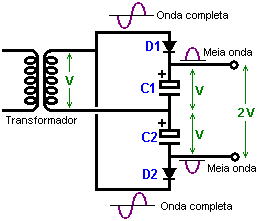 Onda completa
D1
Meia onda
+
V
C1
V
Transformador
2V
+
C2
V
D2
Meia onda
Onda completa